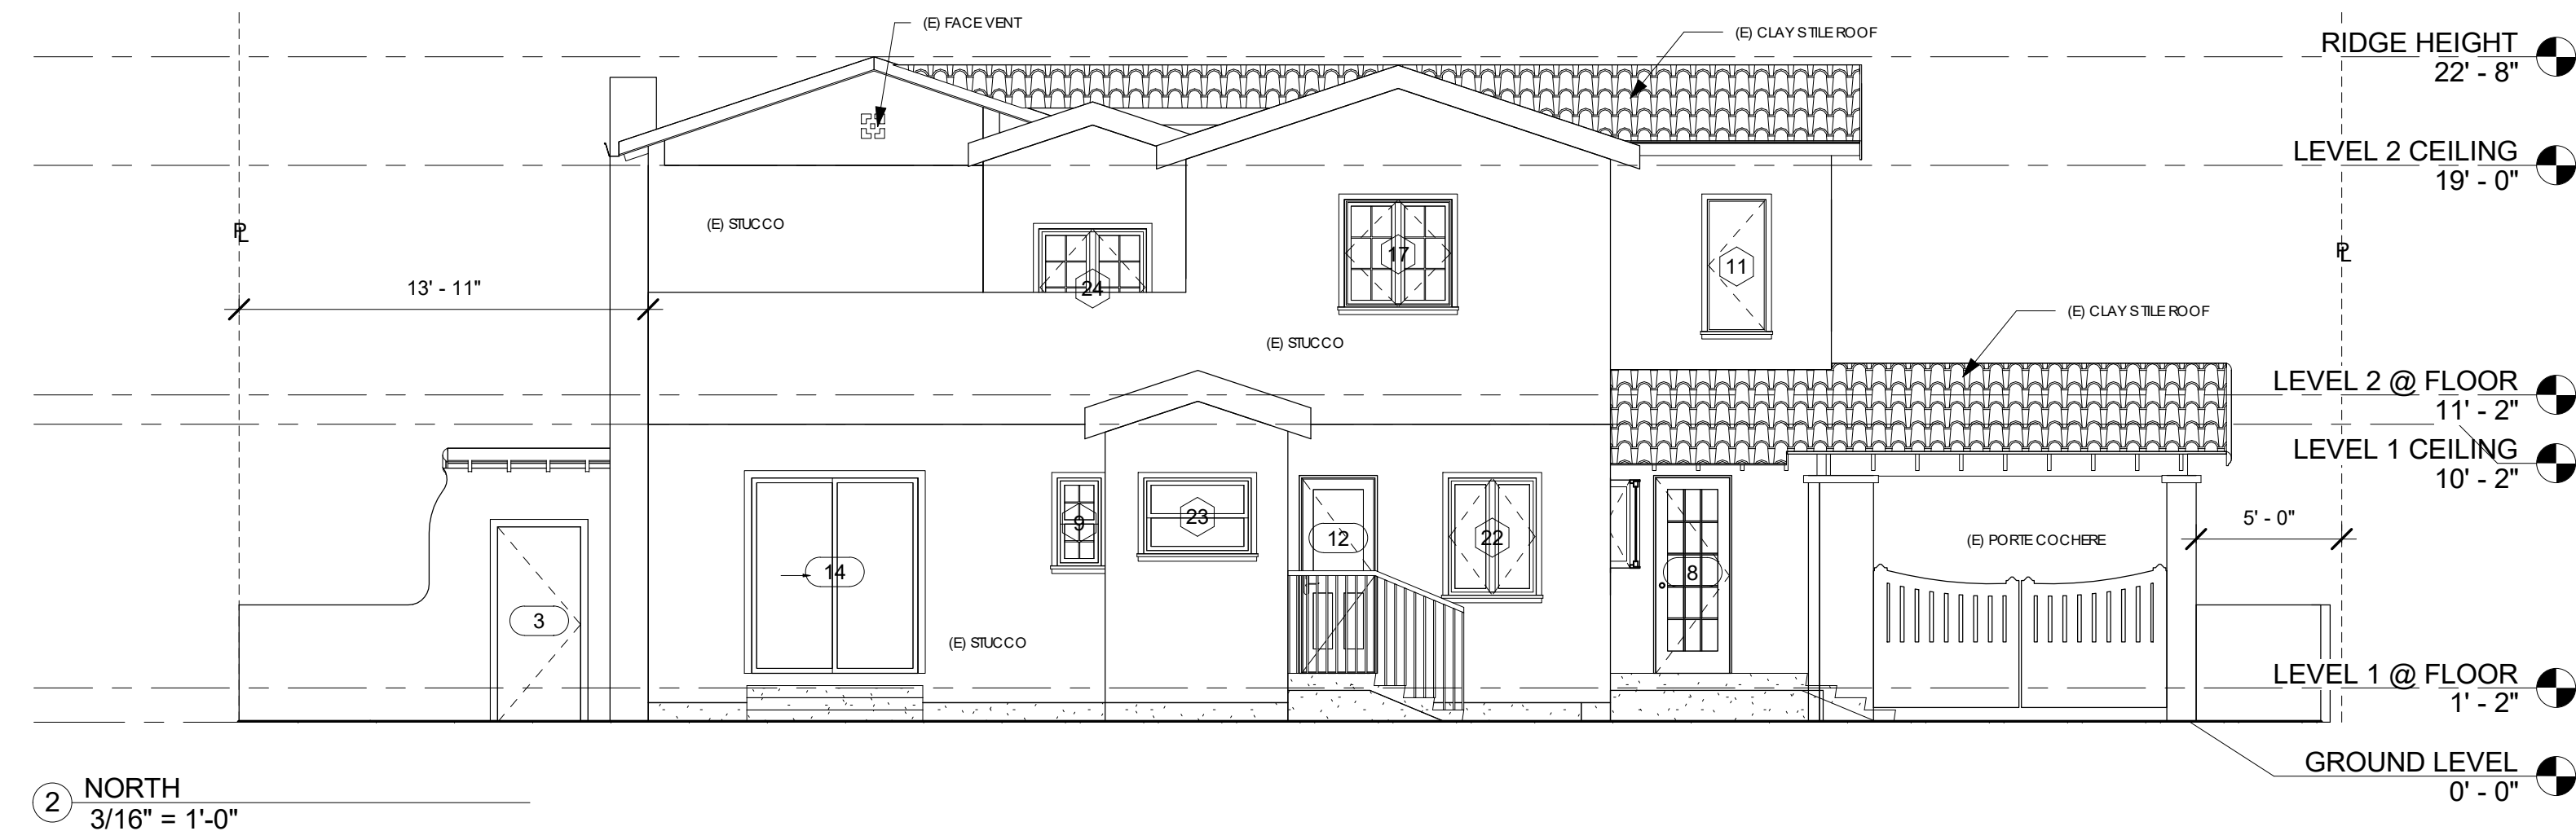 (E) FACE VENT
(E) CLAY S TILE ROOF
RIDGE HEIGHT
22' - 8"
LEVEL 2 CEILING
19' - 0"
(E) STUCCO
PL
PL
17
11
24
13' - 11"
(E) CLAY S TILE ROOF
(E) STUCCO
LEVEL 2 @ FLOOR
11' - 2"
LEVEL 1 CEILING
10' - 2"
9
23
12
22
5' - 0"
(E) PORTE COCHERE
14
8
3
(E) STUCCO
LEVEL 1 @ FLOOR
1' - 2"
GROUND LEVEL
0' - 0"
2
NORTH
3/16" = 1'-0"